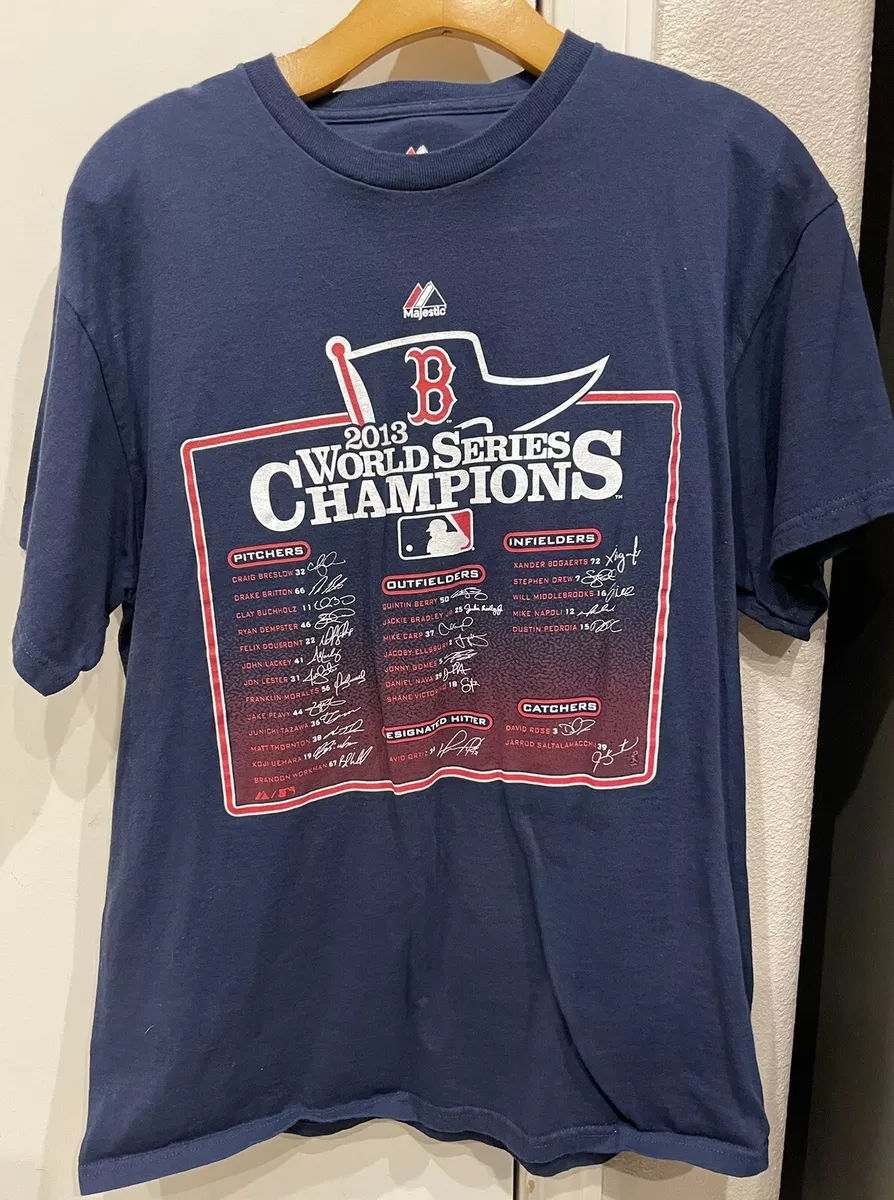 Majestic
B
2013
WORLD SERIES
CHAMPIONS
TM
PITCHERS
CRAIG BRESLOW 32
DRAKE BRITTON 66
CLAY BUCHHOLZ 11
RYAN DEMPSTER 46
FELIX DOUBRONT 22
JOHN LACKEY 41
JON LESTER 31
FRANKLIN MORALES 56
JAKE PEAVY 44
JUNICHI TAZAWA 36
MATT THORNTON 38
KOJI UEHARA 19
BRANDON WORKMAN 67
OUTFIELDERS
QUINTIN BERRY 50
JACKIE BRADLEY JR 25
MIKE CARP 37
JACOBY ELLSBURY 2
JONNY GOMES 5
DANIEL NAVA 29
SHANE VICTORINO 18
ESIGNATED HITTER
AVID ORTIZ 34
INFIELDERS
XANDER BOGAERTS 72
STEPHEN DREW 7
WILL MIDDLEBROOKS 16
MIKE NAPOLI 12
DUSTIN PEDROIA 15
CATCHERS
DAVID ROSS 3
JARROD SALTALAMACCHI 39